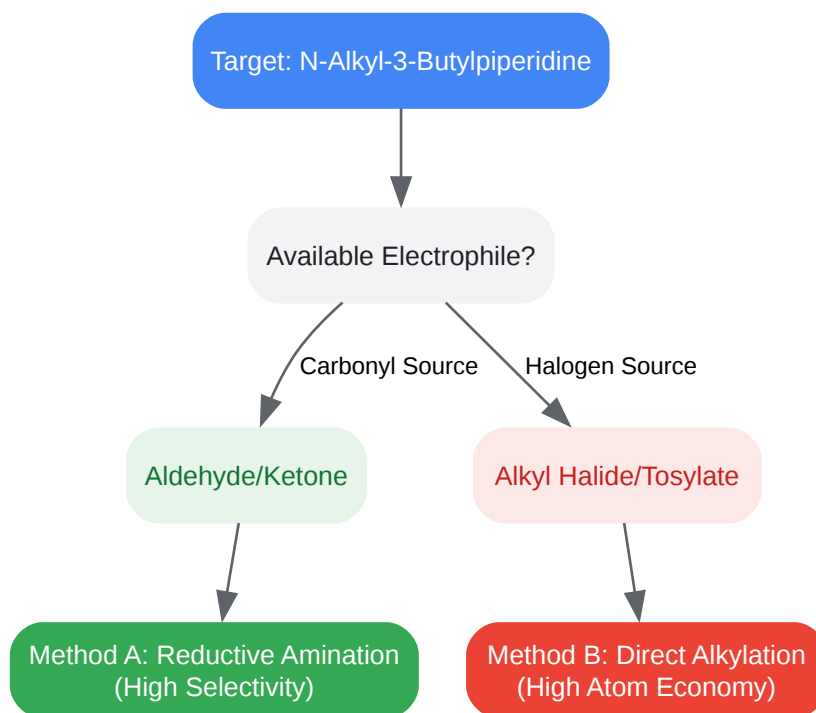 Target: N-Alkyl-3-Butylpiperidine
Available Electrophile?
Carbonyl Source
Halogen Source
Aldehyde/Ketone
Alkyl Halide/Tosylate
Method A: Reductive Amination
(High Selectivity)
Method B: Direct Alkylation
(High Atom Economy)